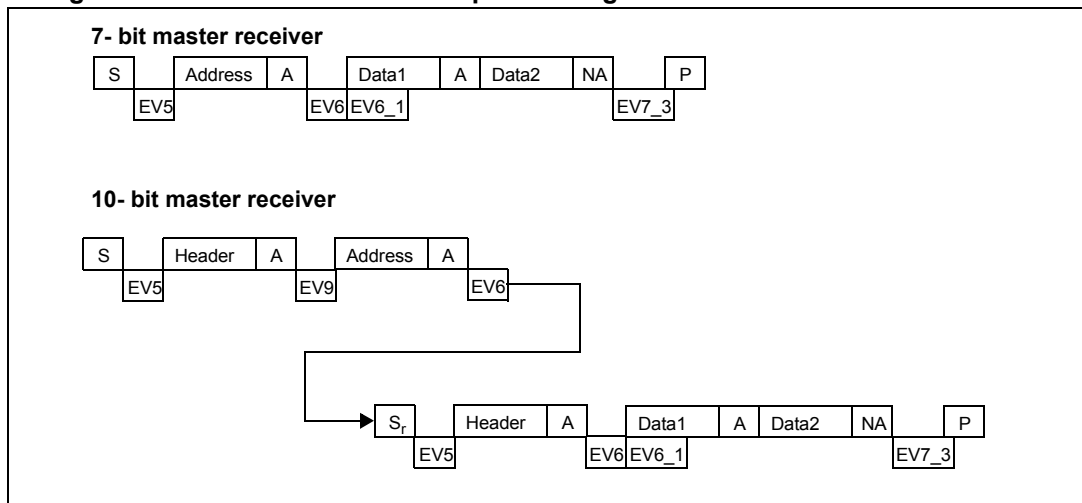 7- bit master receiver
S Address A Data1 A Data2 NA P
EV5 EV6 EV6_1 EV7_3
10- bit master receiver
S Header A Address A
EV5 EV9 EV6
Sr Header A Data1 A Data2 NA P
EV5 EV6 EV6_1 EV7_3